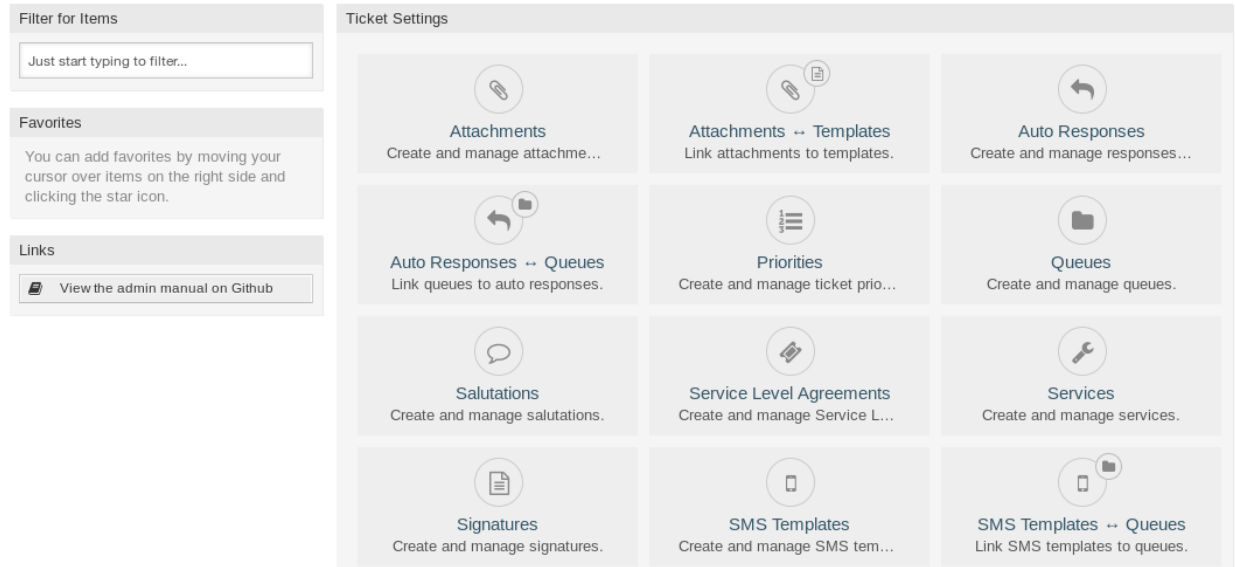 Filter for Items
Just start typing to filter...
Favorites
You can add favorites by moving your
cursor over items on the right side and
clicking the star icon.
Links
View the admin manual on Github
Ticket Settings
Attachments
Create and manage attachme…
Attachments ↔ Templates
Link attachments to templates.
Auto Responses
Create and manage responses…
Auto Responses ↔ Queues
Link queues to auto responses.
Priorities
Create and manage ticket prio…
Queues
Create and manage queues.
Salutations
Create and manage salutations.
Service Level Agreements
Create and manage Service L…
Services
Create and manage services.
Signatures
Create and manage signatures.
SMS Templates
Create and manage SMS tem…
SMS Templates ↔ Queues
Link SMS templates to queues.